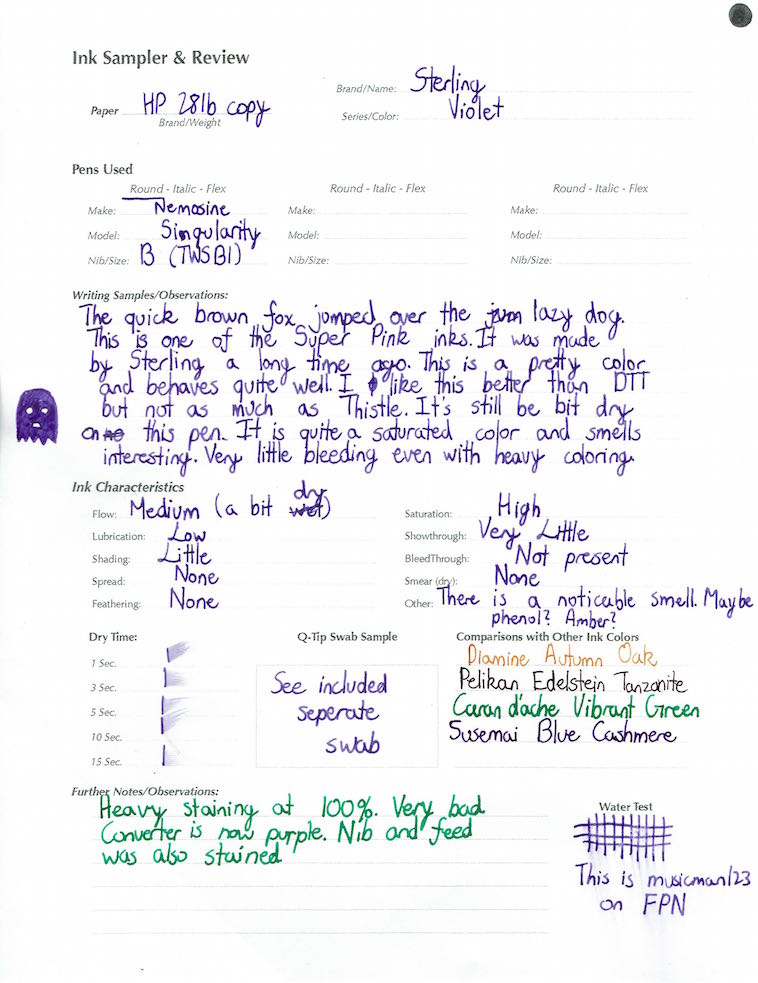 Ink Sampler & Review
Brand/Name: Sterling
Paper HP 28lb copy
Brand/Weight
Series/Color: Violet
Pens Used
Round - Italic - Flex Round - Italic - Flex Round - Italic - Flex
Make: Nemosine Make: Make:
Model: Singularity Model: Model:
Nib/Size: B (TWSBI) Nib/Size: Nib/Size:
Writing Samples/Observations:
The quick brown fox jumped over the lazy dog.
This is one of the Super Pink inks. It was made
by Sterling a long time ago. This is a pretty color
and behaves quite well. I like this better than DTT
but not as much as Thistle. It's still be bit dry
on this pen. It is quite a saturated color and smells
interesting. Very little bleeding even with heavy coloring.
Ink Characteristics
Flow: Medium (a bit wet dry) Saturation: High
Lubrication: Low Showthrough: Very Little
Shading: Little BleedThrough: Not present
Spread: None Smear (dry): None
Feathering: None Other: There is a noticable smell. Maybe
phenol? Amber?
Dry Time: Q-Tip Swab Sample Comparisons with Other Ink Colors
1 Sec. Diamine Autumn Oak
3 Sec. See included Pelikan Edelstein Tanzanite
5 Sec. seperate Caran d'ache Vibrant Green
10 Sec. swab Susemai Blue Cashmere
15 Sec.
Further Notes/Observations:
Heavy staining at 100%. Very bad
Converter is now purple. Nib and feed
was also stained
Water Test
This is musicman123
on FPN